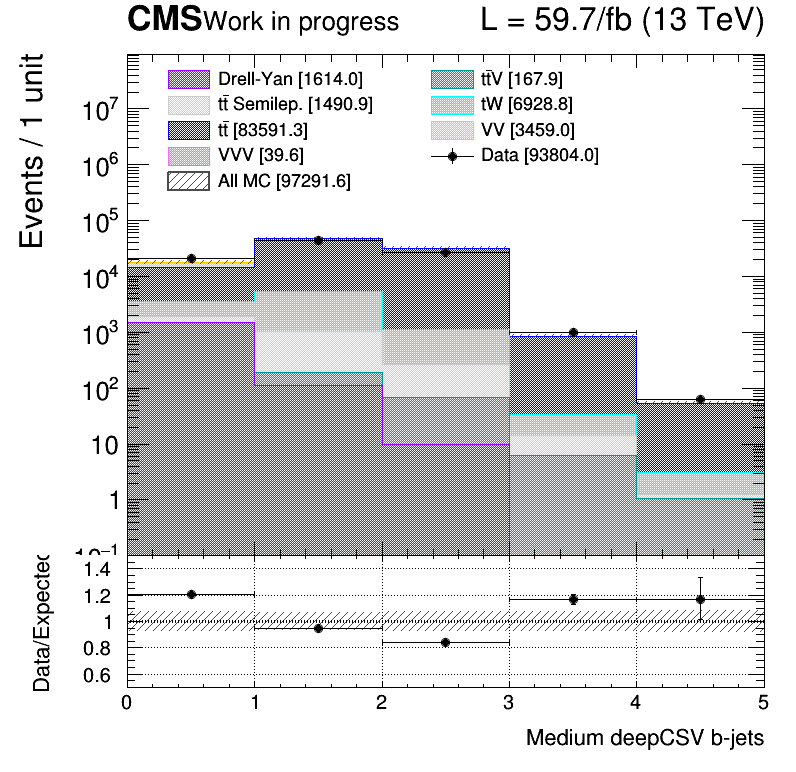 CMS Work in progress L = 59.7/fb (13 TeV)
Events / 1 unit
Drell-Yan [1614.0]
tt̄ Semilep. [1490.9]
tt̄ [83591.3]
VVV [39.6]
All MC [97291.6]
tt̄V [167.9]
tW [6928.8]
VV [3459.0]
Data [93804.0]
10⁷
10⁶
10⁵
10⁴
10³
10²
10
1
10⁻¹
Data/Expected
1.4
1.2
1
0.8
0.6
0 1 2 3 4 5
Medium deepCSV b-jets